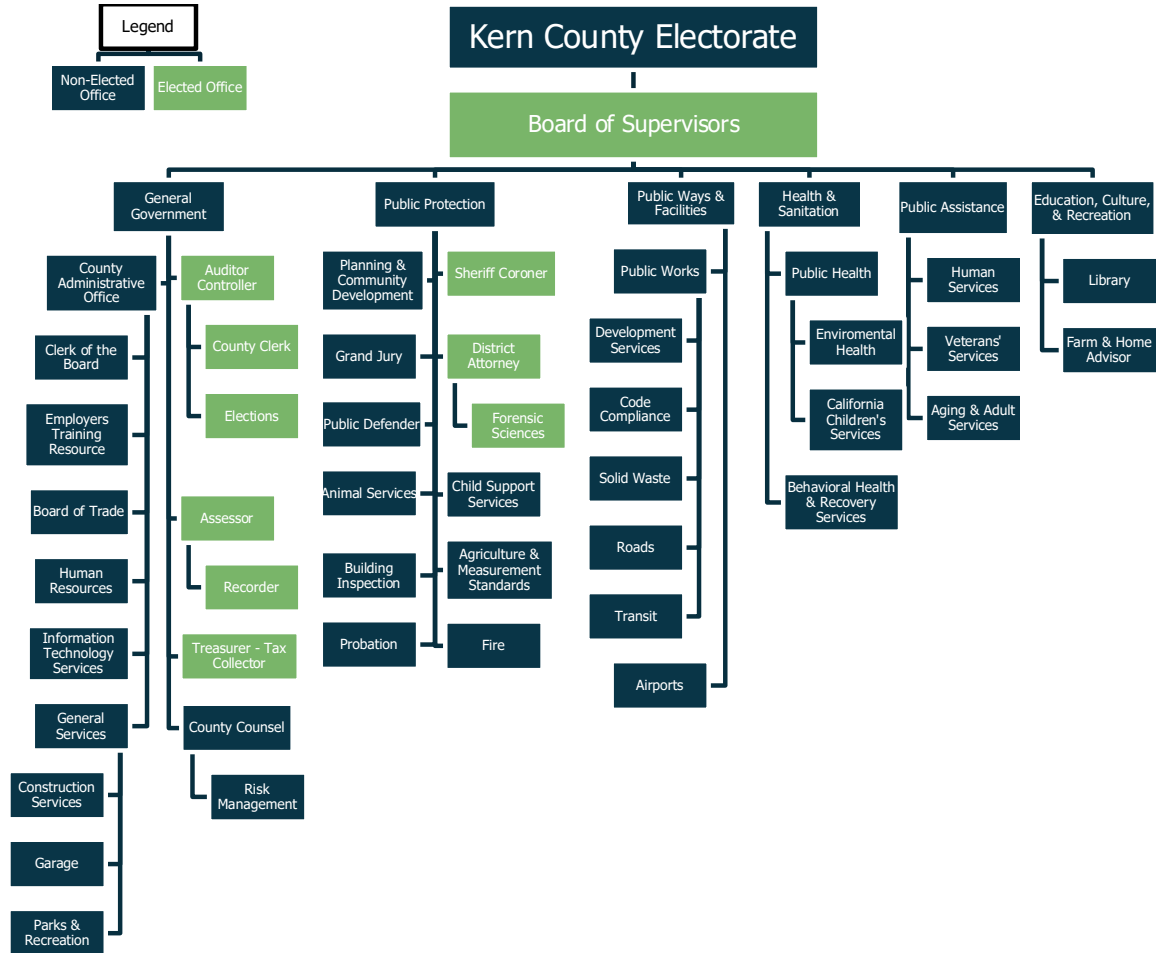 Legend
Non-Elected
Office
Elected Office
Kern County Electorate
Board of Supervisors
General
Government
County
Administrative
Office
Clerk of the
Board
Employers
Training
Resource
Board of Trade
Human
Resources
Information
Technology
Services
General
Services
Construction
Services
Garage
Parks &
Recreation
Auditor
Controller
County Clerk
Elections
Assessor
Recorder
Treasurer - Tax
Collector
County Counsel
Risk
Management
Public Protection
Planning &
Community
Development
Grand Jury
Public Defender
Animal Services
Building
Inspection
Probation
Sheriff Coroner
District
Attorney
Forensic
Sciences
Child Support
Services
Agriculture &
Measurement
Standards
Fire
Public Ways &
Facilities
Public Works
Development
Services
Code
Compliance
Solid Waste
Roads
Transit
Airports
Health &
Sanitation
Public Health
Enviromental
Health
California
Children's
Services
Behavioral Health
& Recovery
Services
Public Assistance
Human
Services
Veterans'
Services
Aging & Adult
Services
Education, Culture,
& Recreation
Library
Farm & Home
Advisor